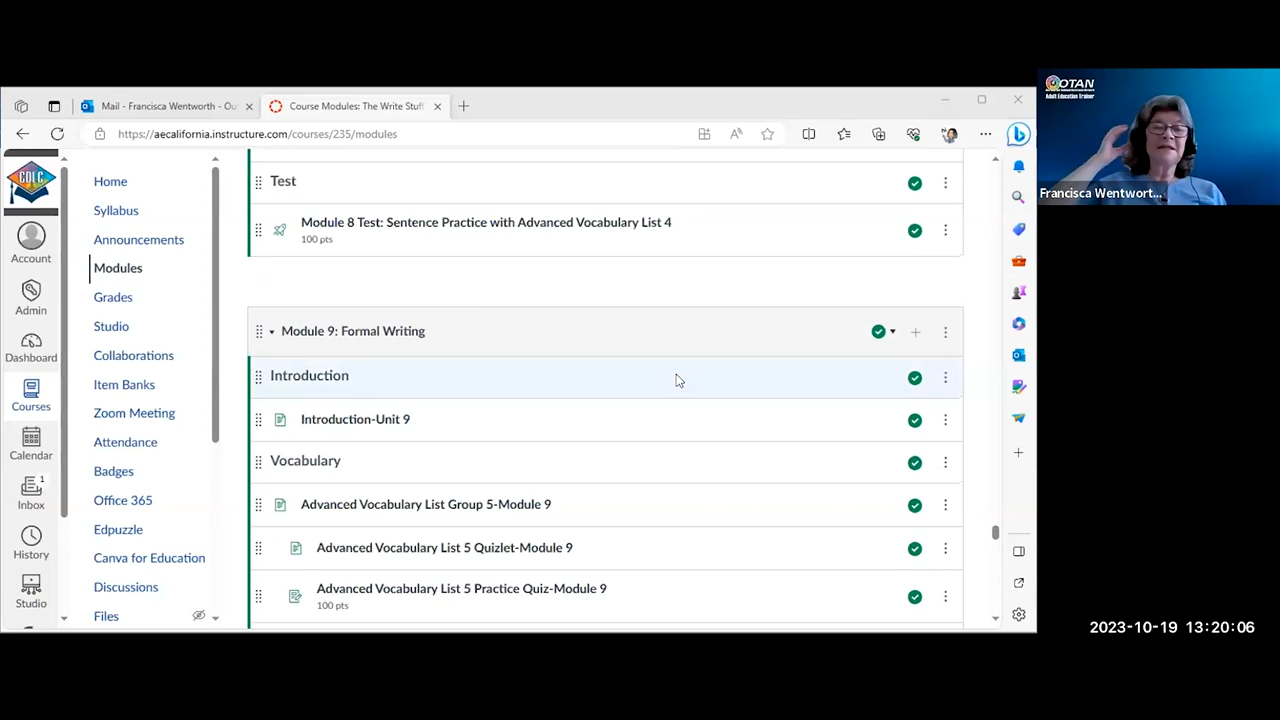 Mail - Francisca Wentworth - Ou
Course Modules: The Write Stuff
https://aecalifornia.instructure.com/courses/235/modules
CDLC
Account
Admin
Dashboard
Courses
Calendar
1
Inbox
History
Studio
Home
Syllabus
Announcements
Modules
Grades
Studio
Collaborations
Item Banks
Zoom Meeting
Attendance
Badges
Office 365
Edpuzzle
Canva for Education
Discussions
Files
Test
Module 8 Test: Sentence Practice with Advanced Vocabulary List 4
100 pts
Module 9: Formal Writing
Introduction
Introduction-Unit 9
Vocabulary
Advanced Vocabulary List Group 5-Module 9
Advanced Vocabulary List 5 Quizlet-Module 9
Advanced Vocabulary List 5 Practice Quiz-Module 9
100 pts
OTAN
Adult Education Trainer
Francisca Wentwort...
2023-10-19 13:20:06